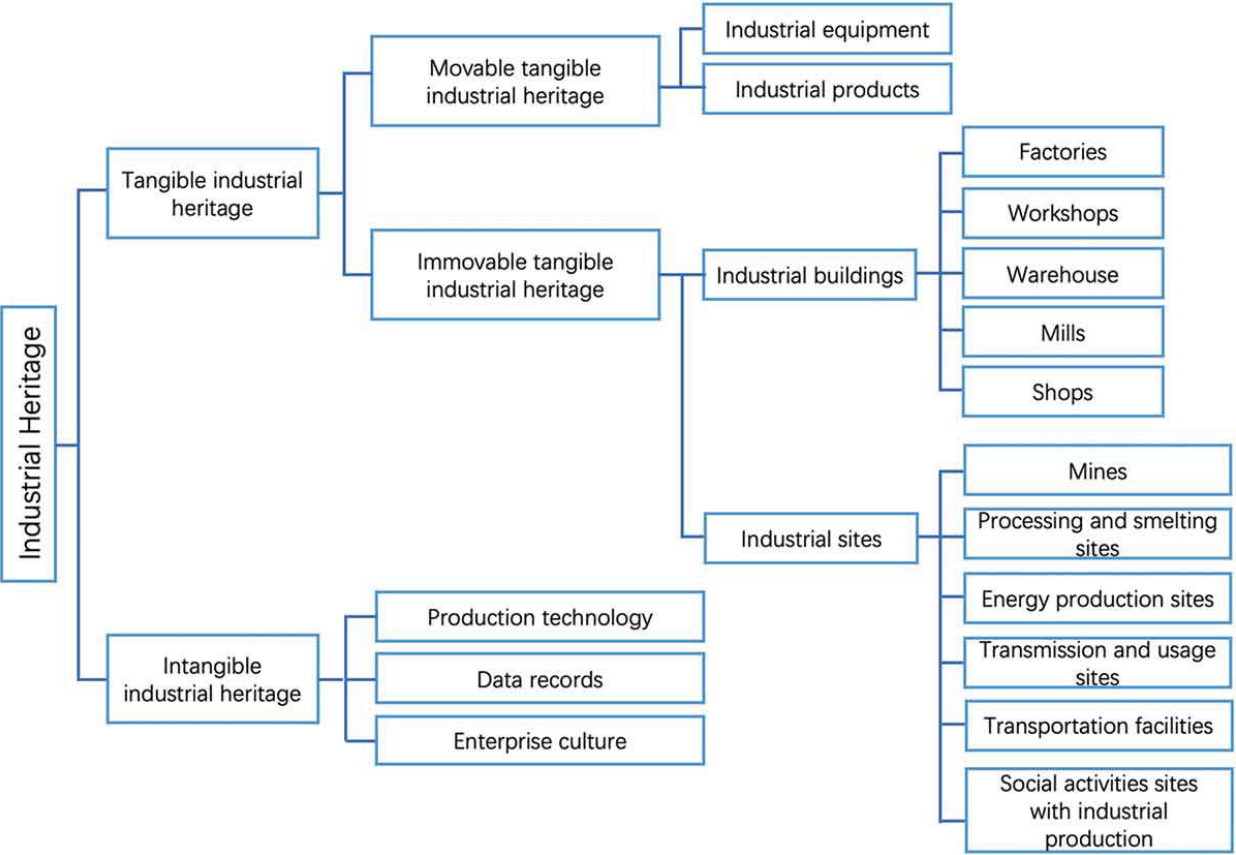 Industrial Heritage
Tangible industrial
heritage
Movable tangible
industrial heritage
Industrial equipment
Industrial products
Immovable tangible
industrial heritage
Industrial buildings
Factories
Workshops
Warehouse
Mills
Shops
Industrial sites
Mines
Processing and smelting
sites
Energy production sites
Transmission and usage
sites
Transportation facilities
Social activities sites
with industrial
production
Intangible
industrial heritage
Production technology
Data records
Enterprise culture